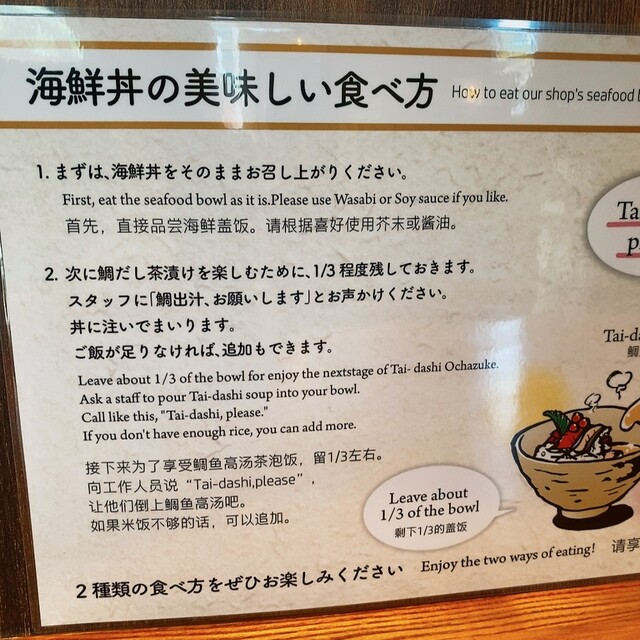 海鮮丼の美味しい食べ方 How to eat our shop's seafood
1. まずは、海鮮丼をそのままお召し上がりください。
First, eat the seafood bowl as it is.Please use Wasabi or Soy sauce if you like.
首先，直接品尝海鲜盖饭。请根据喜好使用芥末或酱油。
2. 次に鯛だし茶漬けを楽しむために、1/3程度残しておきます。
スタッフに「鯛出汁、お願いします」とお声かけください。
丼に注いでまいります。
ご飯が足りなければ、追加もできます。
Leave about 1/3 of the bowl for enjoy the nextstage of Tai- dashi Ochazuke.
Ask a staff to pour Tai-dashi soup into your bowl.
Call like this, "Tai-dashi, please."
If you don't have enough rice, you can add more.
接下来为了享受鲷鱼高汤茶泡饭，留1/3左右。
向工作人员说“Tai-dashi,please”，
让他们倒上鲷鱼高汤吧。
如果米饭不够的话，可以追加。
Ta
p
Tai-da
鲷
Leave about
1/3 of the bowl
剩下1/3的盖饭
2種類の食べ方をぜひお楽しみください Enjoy the two ways of eating! 请享